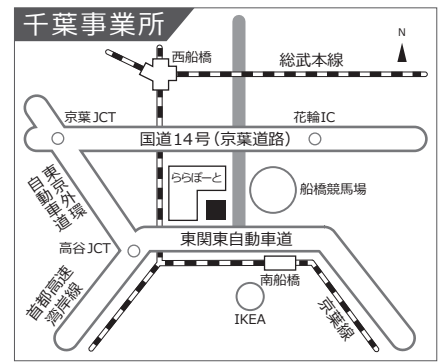 千葉事業所
N
西船橋
総武本線
京葉JCT
花輪IC
国道14号(京葉道路)
ららぽーと
船橋競馬場
東京外環
自動車道
高谷JCT
東関東自動車道
首都高速
湾岸線
南船橋
京葉線
IKEA